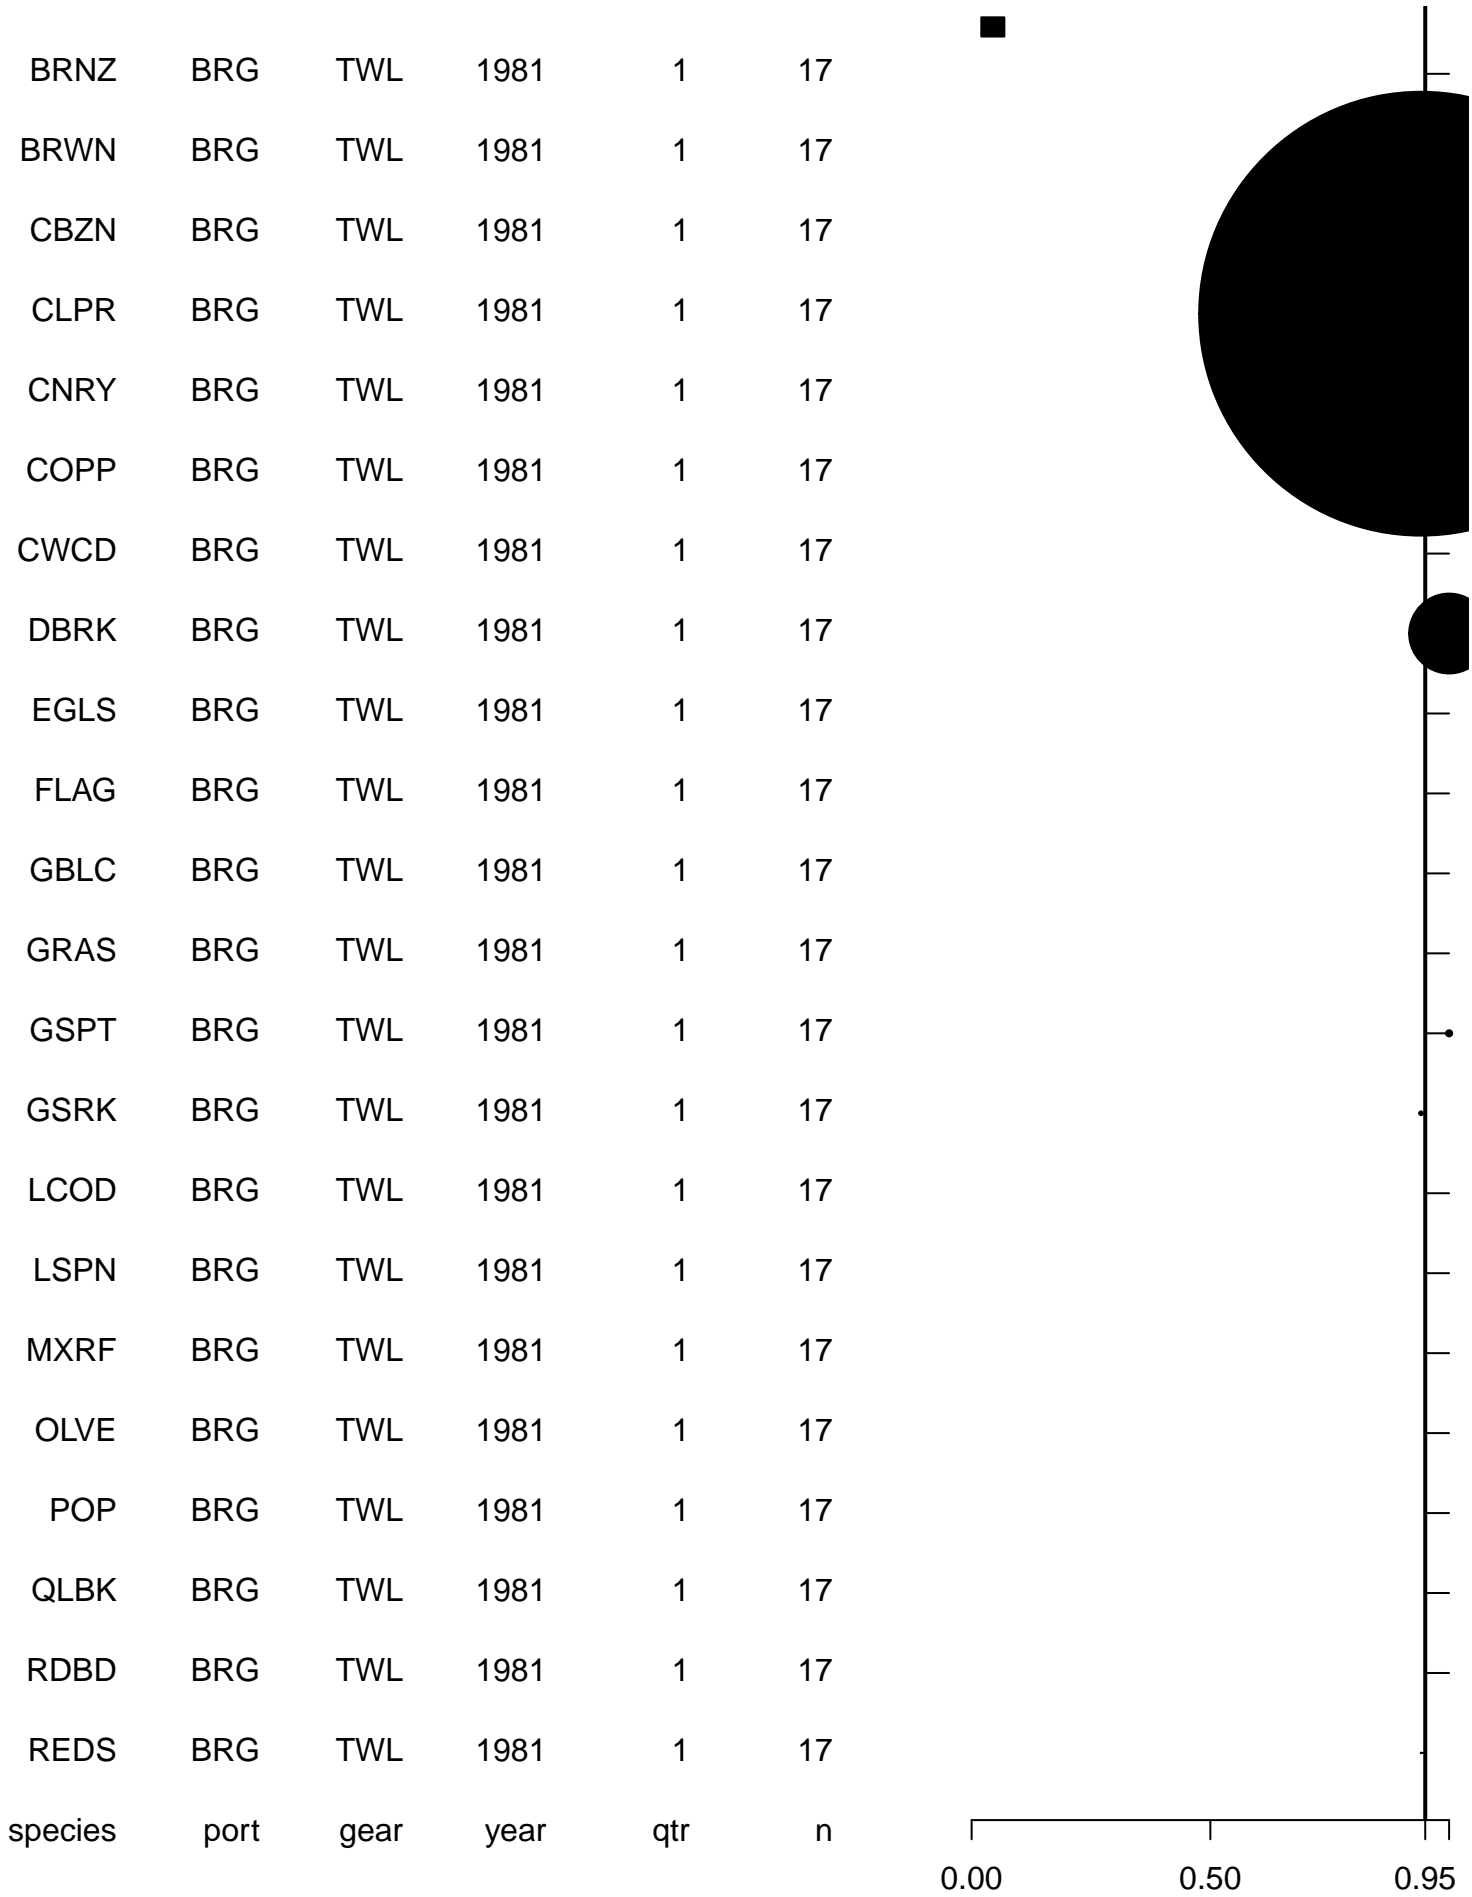 BRNZ BRG TWL 1981 1 17
BRWN BRG TWL 1981 1 17
CBZN BRG TWL 1981 1 17
CLPR BRG TWL 1981 1 17
CNRY BRG TWL 1981 1 17
COPP BRG TWL 1981 1 17
CWCD BRG TWL 1981 1 17
DBRK BRG TWL 1981 1 17
EGLS BRG TWL 1981 1 17
FLAG BRG TWL 1981 1 17
GBLC BRG TWL 1981 1 17
GRAS BRG TWL 1981 1 17
GSPT BRG TWL 1981 1 17
GSRK BRG TWL 1981 1 17
LCOD BRG TWL 1981 1 17
LSPN BRG TWL 1981 1 17
MXRF BRG TWL 1981 1 17
OLVE BRG TWL 1981 1 17
POP BRG TWL 1981 1 17
QLBK BRG TWL 1981 1 17
RDBD BRG TWL 1981 1 17
REDS BRG TWL 1981 1 17
species port gear year qtr n
0.00 0.50 0.95